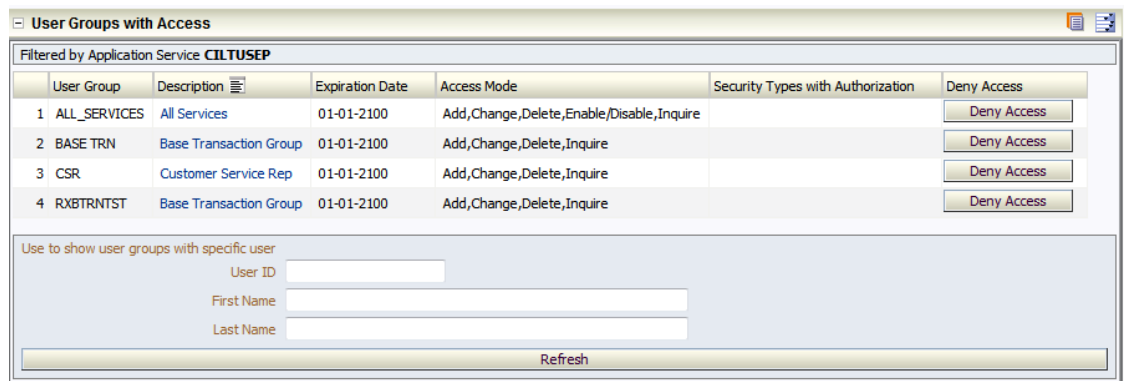 User Groups with Access
Filtered by Application Service CILTUSEP
User Group Description Expiration Date Access Mode Security Types with Authorization Deny Access
1 ALL_SERVICES All Services 01-01-2100 Add,Change,Delete,Enable/Disable,Inquire Deny Access
2 BASE TRN Base Transaction Group 01-01-2100 Add,Change,Delete,Inquire Deny Access
3 CSR Customer Service Rep 01-01-2100 Add,Change,Delete,Inquire Deny Access
4 RXBTRNTST Base Transaction Group 01-01-2100 Add,Change,Delete,Inquire Deny Access
Use to show user groups with specific user
User ID
First Name
Last Name
Refresh